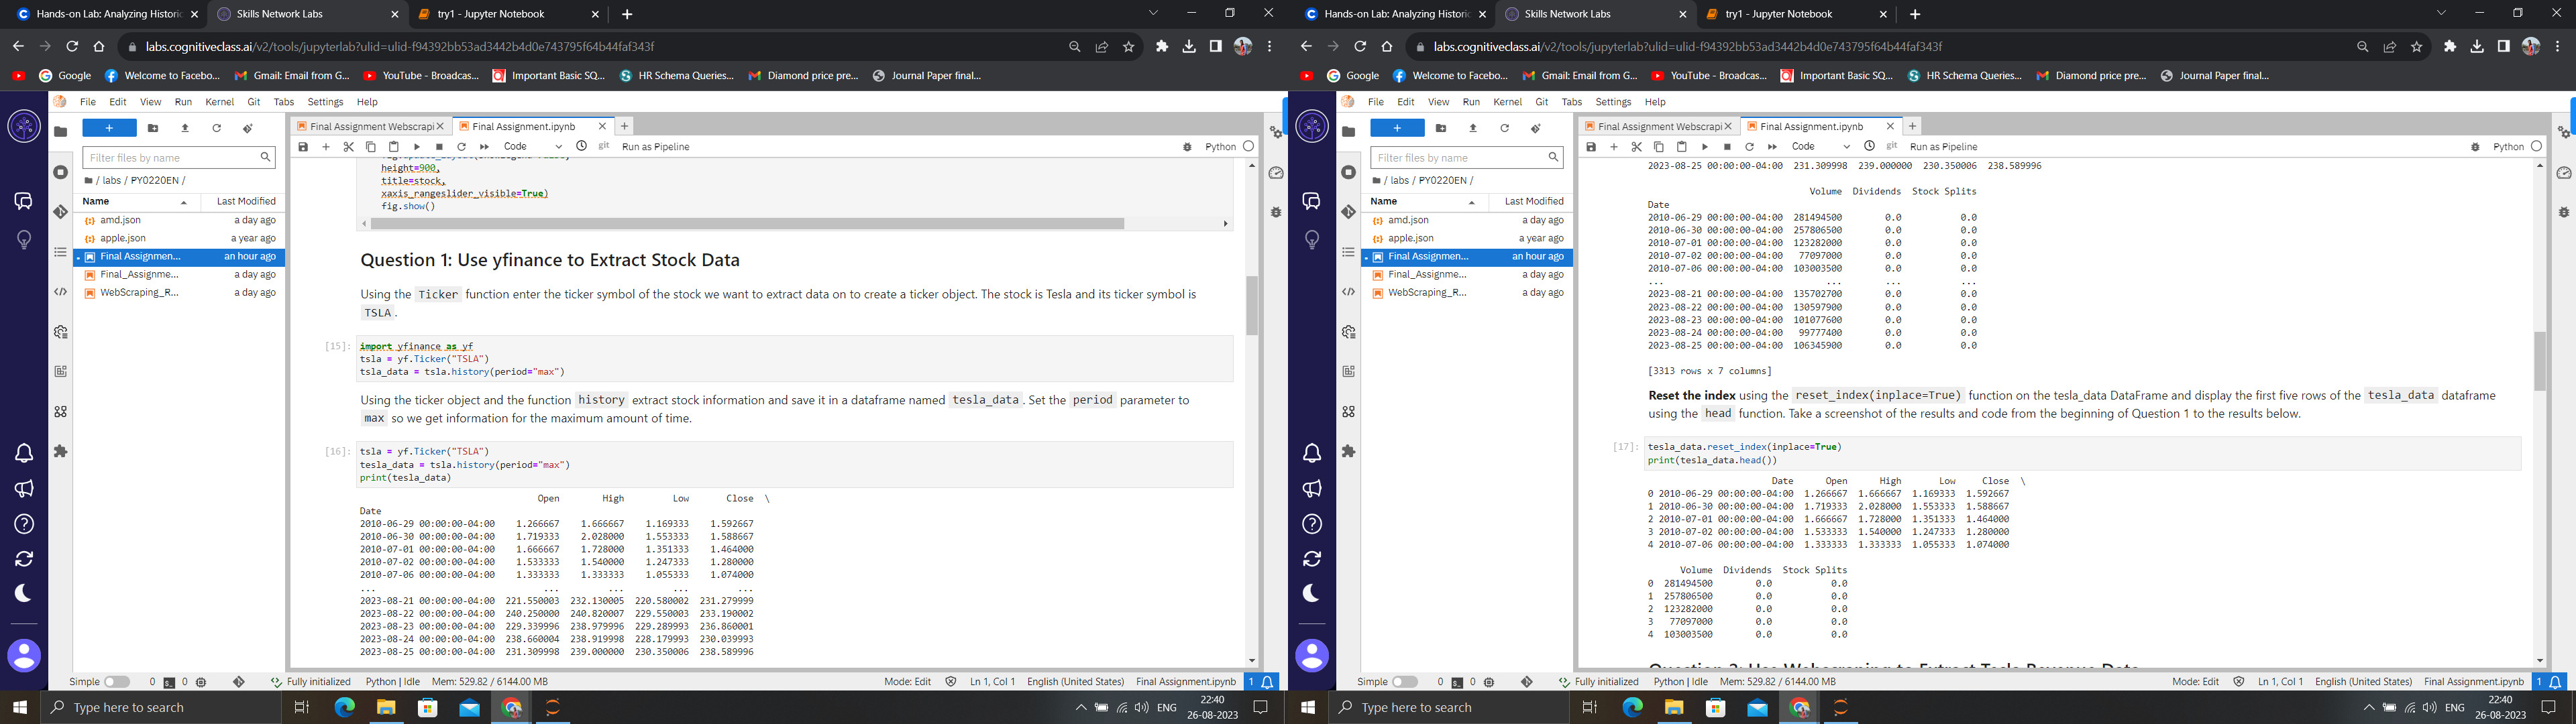 Hands-on Lab: Analyzing Historic
Skills Network Labs
try1 - Jupyter Notebook
labs.cognitiveclass.ai/v2/tools/jupyterlab?ulid=ulid-f94392bb53ad3442b4d0e743795f64b44faf343f
Google Welcome to Facebo... Gmail: Email from G... YouTube - Broadcas... Important Basic SQ... HR Schema Queries... Diamond price pre... Journal Paper final...
File Edit View Run Kernel Git Tabs Settings Help
Final Assignment Webscrapi
Final Assignment.ipynb
Code git Run as Pipeline Python
Filter files by name
/ labs / PY0220EN /
Name Last Modified
amd.json a day ago
apple.json a year ago
Final Assignmen... an hour ago
Final_Assignme... a day ago
WebScraping_R... a day ago
height=900,
title=stock,
xaxis_rangeslider_visible=True)
fig.show()
Question 1: Use yfinance to Extract Stock Data
Using the Ticker function enter the ticker symbol of the stock we want to extract data on to create a ticker object. The stock is Tesla and its ticker symbol is
TSLA.
[15]: import yfinance as yf
tsla = yf.Ticker("TSLA")
tsla_data = tsla.history(period="max")
Using the ticker object and the function history extract stock information and save it in a dataframe named tesla_data. Set the period parameter to
max so we get information for the maximum amount of time.
[16]: tsla = yf.Ticker("TSLA")
tesla_data = tsla.history(period="max")
print(tesla_data)
Open High Low Close \
Date
2010-06-29 00:00:00-04:00 1.266667 1.666667 1.169333 1.592667
2010-06-30 00:00:00-04:00 1.719333 2.028000 1.553333 1.588667
2010-07-01 00:00:00-04:00 1.666667 1.728000 1.351333 1.464000
2010-07-02 00:00:00-04:00 1.533333 1.540000 1.247333 1.280000
2010-07-06 00:00:00-04:00 1.333333 1.333333 1.055333 1.074000
... ... ... ... ...
2023-08-21 00:00:00-04:00 221.550003 232.130005 220.580002 231.279999
2023-08-22 00:00:00-04:00 240.250000 240.820007 229.550003 233.190002
2023-08-23 00:00:00-04:00 229.339996 238.979996 229.289993 236.860001
2023-08-24 00:00:00-04:00 238.660004 238.919998 228.179993 230.039993
2023-08-25 00:00:00-04:00 231.309998 239.000000 230.350006 238.589996
Simple 0 0 Fully initialized Python | Idle Mem: 529.82 / 6144.00 MB Mode: Edit Ln 1, Col 1 English (United States) Final Assignment.ipynb 1
Type here to search
ENG
22:40
26-08-2023
Hands-on Lab: Analyzing Historic
Skills Network Labs
try1 - Jupyter Notebook
labs.cognitiveclass.ai/v2/tools/jupyterlab?ulid=ulid-f94392bb53ad3442b4d0e743795f64b44faf343f
Google Welcome to Facebo... Gmail: Email from G... YouTube - Broadcas... Important Basic SQ... HR Schema Queries... Diamond price pre... Journal Paper final...
File Edit View Run Kernel Git Tabs Settings Help
Final Assignment Webscrapi
Final Assignment.ipynb
Code git Run as Pipeline Python
Filter files by name
/ labs / PY0220EN /
Name Last Modified
amd.json a day ago
apple.json a year ago
Final Assignmen... an hour ago
Final_Assignme... a day ago
WebScraping_R... a day ago
2023-08-25 00:00:00-04:00 231.309998 239.000000 230.350006 238.589996
Volume Dividends Stock Splits
Date
2010-06-29 00:00:00-04:00 281494500 0.0 0.0
2010-06-30 00:00:00-04:00 257806500 0.0 0.0
2010-07-01 00:00:00-04:00 123282000 0.0 0.0
2010-07-02 00:00:00-04:00 77097000 0.0 0.0
2010-07-06 00:00:00-04:00 103003500 0.0 0.0
... ... ... ...
2023-08-21 00:00:00-04:00 135702700 0.0 0.0
2023-08-22 00:00:00-04:00 130597900 0.0 0.0
2023-08-23 00:00:00-04:00 101077600 0.0 0.0
2023-08-24 00:00:00-04:00 99777400 0.0 0.0
2023-08-25 00:00:00-04:00 106345900 0.0 0.0
[3313 rows x 7 columns]
Reset the index using the reset_index(inplace=True) function on the tesla_data DataFrame and display the first five rows of the tesla_data dataframe
using the head function. Take a screenshot of the results and code from the beginning of Question 1 to the results below.
[17]: tesla_data.reset_index(inplace=True)
print(tesla_data.head())
Date Open High Low Close \
0 2010-06-29 00:00:00-04:00 1.266667 1.666667 1.169333 1.592667
1 2010-06-30 00:00:00-04:00 1.719333 2.028000 1.553333 1.588667
2 2010-07-01 00:00:00-04:00 1.666667 1.728000 1.351333 1.464000
3 2010-07-02 00:00:00-04:00 1.533333 1.540000 1.247333 1.280000
4 2010-07-06 00:00:00-04:00 1.333333 1.333333 1.055333 1.074000
Volume Dividends Stock Splits
0 281494500 0.0 0.0
1 257806500 0.0 0.0
2 123282000 0.0 0.0
3 77097000 0.0 0.0
4 103003500 0.0 0.0
Simple 0 0 Fully initialized Python | Idle Mem: 529.82 / 6144.00 MB Mode: Edit Ln 1, Col 1 English (United States) Final Assignment.ipynb 1
Type here to search
ENG
22:40
26-08-2023